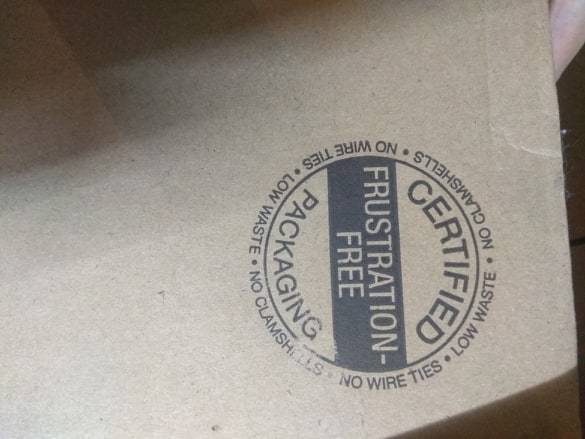 CERTIFIED
FRUSTRATION-
FREE
PACKAGING
NO WIRE TIES • NO CLAMSHELLS • LOW WASTE • NO WIRE TIES • NO CLAMSHELLS • LOW WASTE •